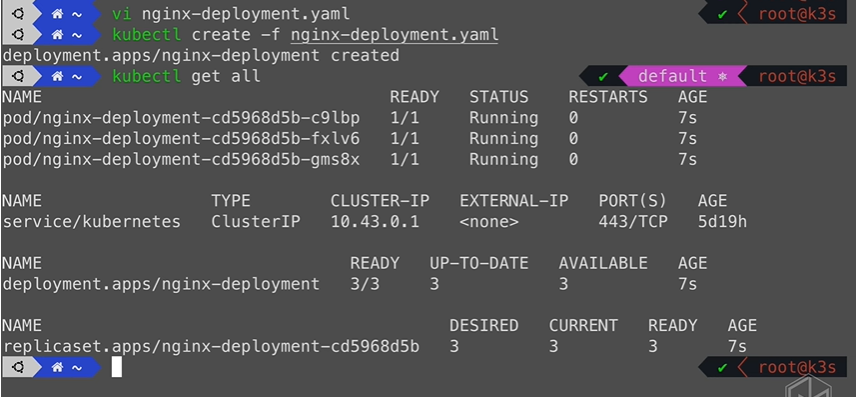 ~ vi nginx-deployment.yaml ✔ root@k3s
~ kubectl create -f nginx-deployment.yaml
deployment.apps/nginx-deployment created
~ kubectl get all ✔ default ⎈ root@k3s
NAME READY STATUS RESTARTS AGE
pod/nginx-deployment-cd5968d5b-c9lbp 1/1 Running 0 7s
pod/nginx-deployment-cd5968d5b-fxlv6 1/1 Running 0 7s
pod/nginx-deployment-cd5968d5b-gms8x 1/1 Running 0 7s
NAME TYPE CLUSTER-IP EXTERNAL-IP PORT(S) AGE
service/kubernetes ClusterIP 10.43.0.1 <none> 443/TCP 5d19h
NAME READY UP-TO-DATE AVAILABLE AGE
deployment.apps/nginx-deployment 3/3 3 3 7s
NAME DESIRED CURRENT READY AGE
replicaset.apps/nginx-deployment-cd5968d5b 3 3 3 7s
~ ✔ root@k3s